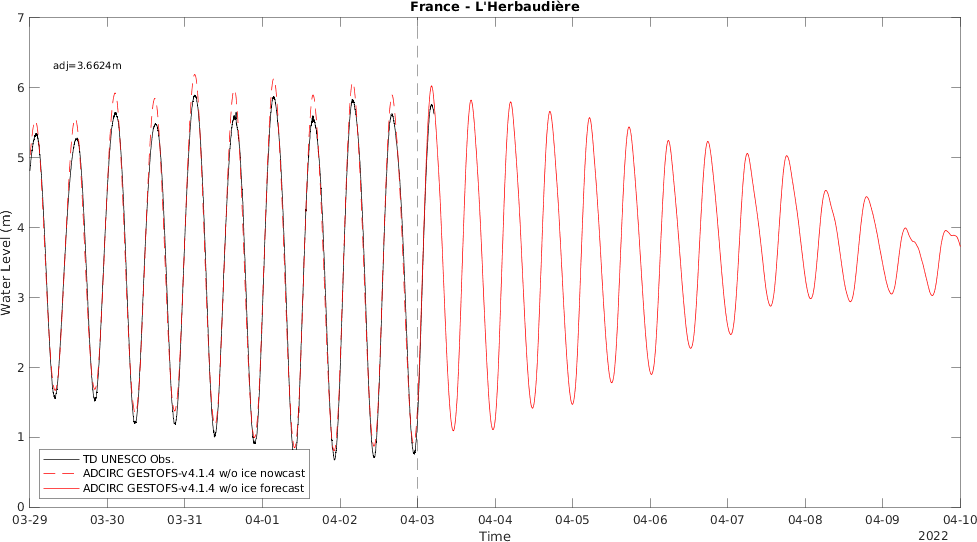 France - L'Herbaudière
adj=3.6624m
Water Level (m)
7
6
5
4
3
2
1
0
TD UNESCO Obs.
ADCIRC GESTOFS-v4.1.4 w/o ice nowcast
ADCIRC GESTOFS-v4.1.4 w/o ice forecast
03-29 03-30 03-31 04-01 04-02 04-03 04-04 04-05 04-06 04-07 04-08 04-09 04-10
Time
2022